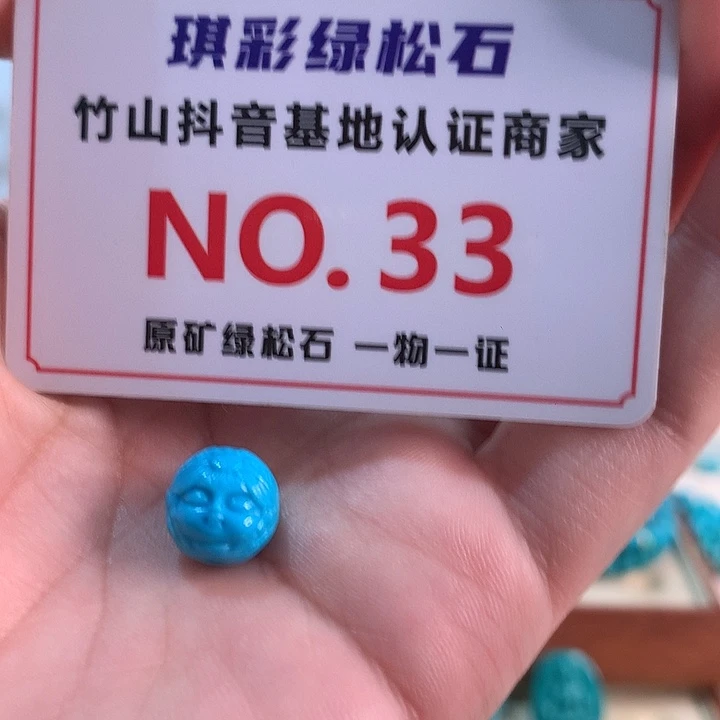 琪彩绿松石
竹山抖音基地认证商家
NO.33
原矿绿松石 一物一证